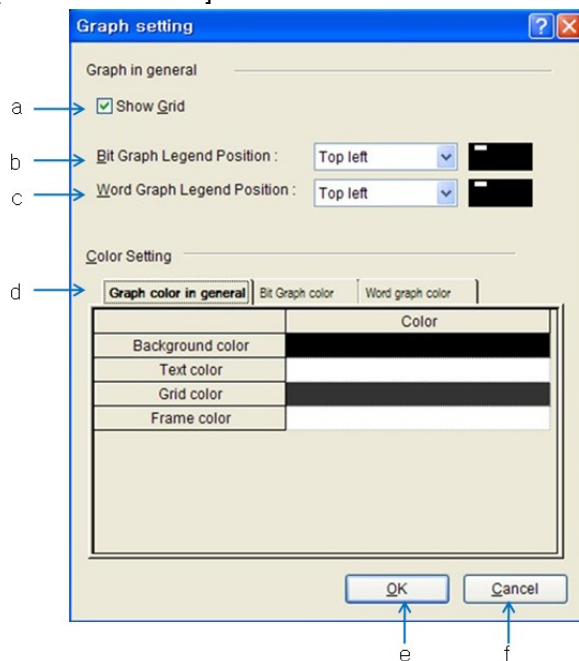 ]
Graph setting
Graph in general
a Show Grid
b Bit Graph Legend Position : Top left
c Word Graph Legend Position : Top left
Color Setting
d Graph color in general Bit Graph color Word graph color
Color
Background color
Text color
Grid color
Frame color
OK Cancel
e f